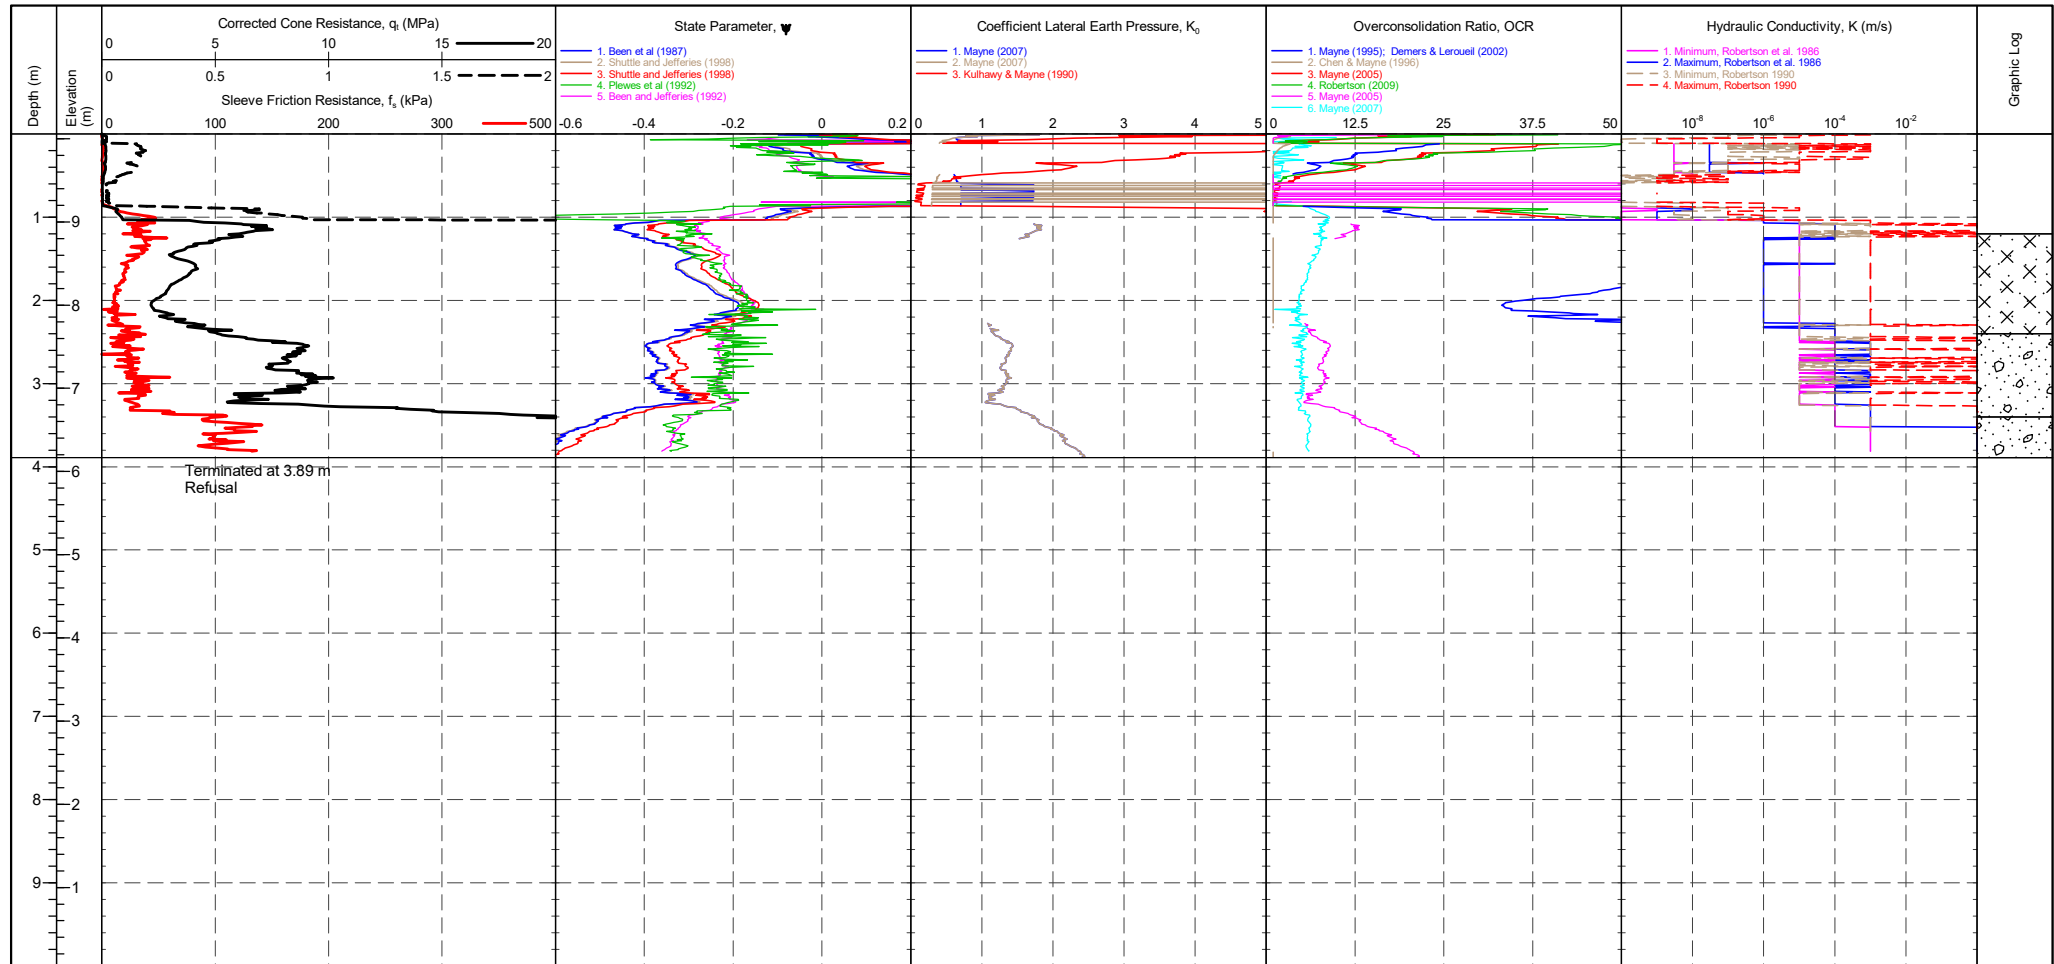 Corrected Cone Resistance, qt (MPa)
0 5 10 15 20
0 0.5 1 1.5 2
Sleeve Friction Resistance, fs (kPa)
0 100 200 300 500
Depth (m)
Elevation (m)
State Parameter, ψ
1. Been et al (1987)
2. Shuttle and Jefferies (1998)
3. Shuttle and Jefferies (1998)
4. Plewes et al (1992)
5. Been and Jefferies (1992)
-0.6 -0.4 -0.2 0 0.2
Coefficient Lateral Earth Pressure, K0
1. Mayne (2007)
2. Mayne (2007)
3. Kulhawy & Mayne (1990)
0 1 2 3 4 5
Overconsolidation Ratio, OCR
1. Mayne (1995); Demers & Leroueil (2002)
2. Chen & Mayne (1996)
3. Mayne (2005)
4. Robertson (2009)
5. Mayne (2005)
6. Mayne (2007)
0 12.5 25 37.5 50
Hydraulic Conductivity, K (m/s)
1. Minimum, Robertson et al. 1986
2. Maximum, Robertson et al. 1986
3. Minimum, Robertson 1990
4. Maximum, Robertson 1990
10-8 10-6 10-4 10-2
Graphic Log
1 9
2 8
3 7
4 6
Terminated at 3.89 m
Refusal
5 5
6 4
7 3
8 2
9 1